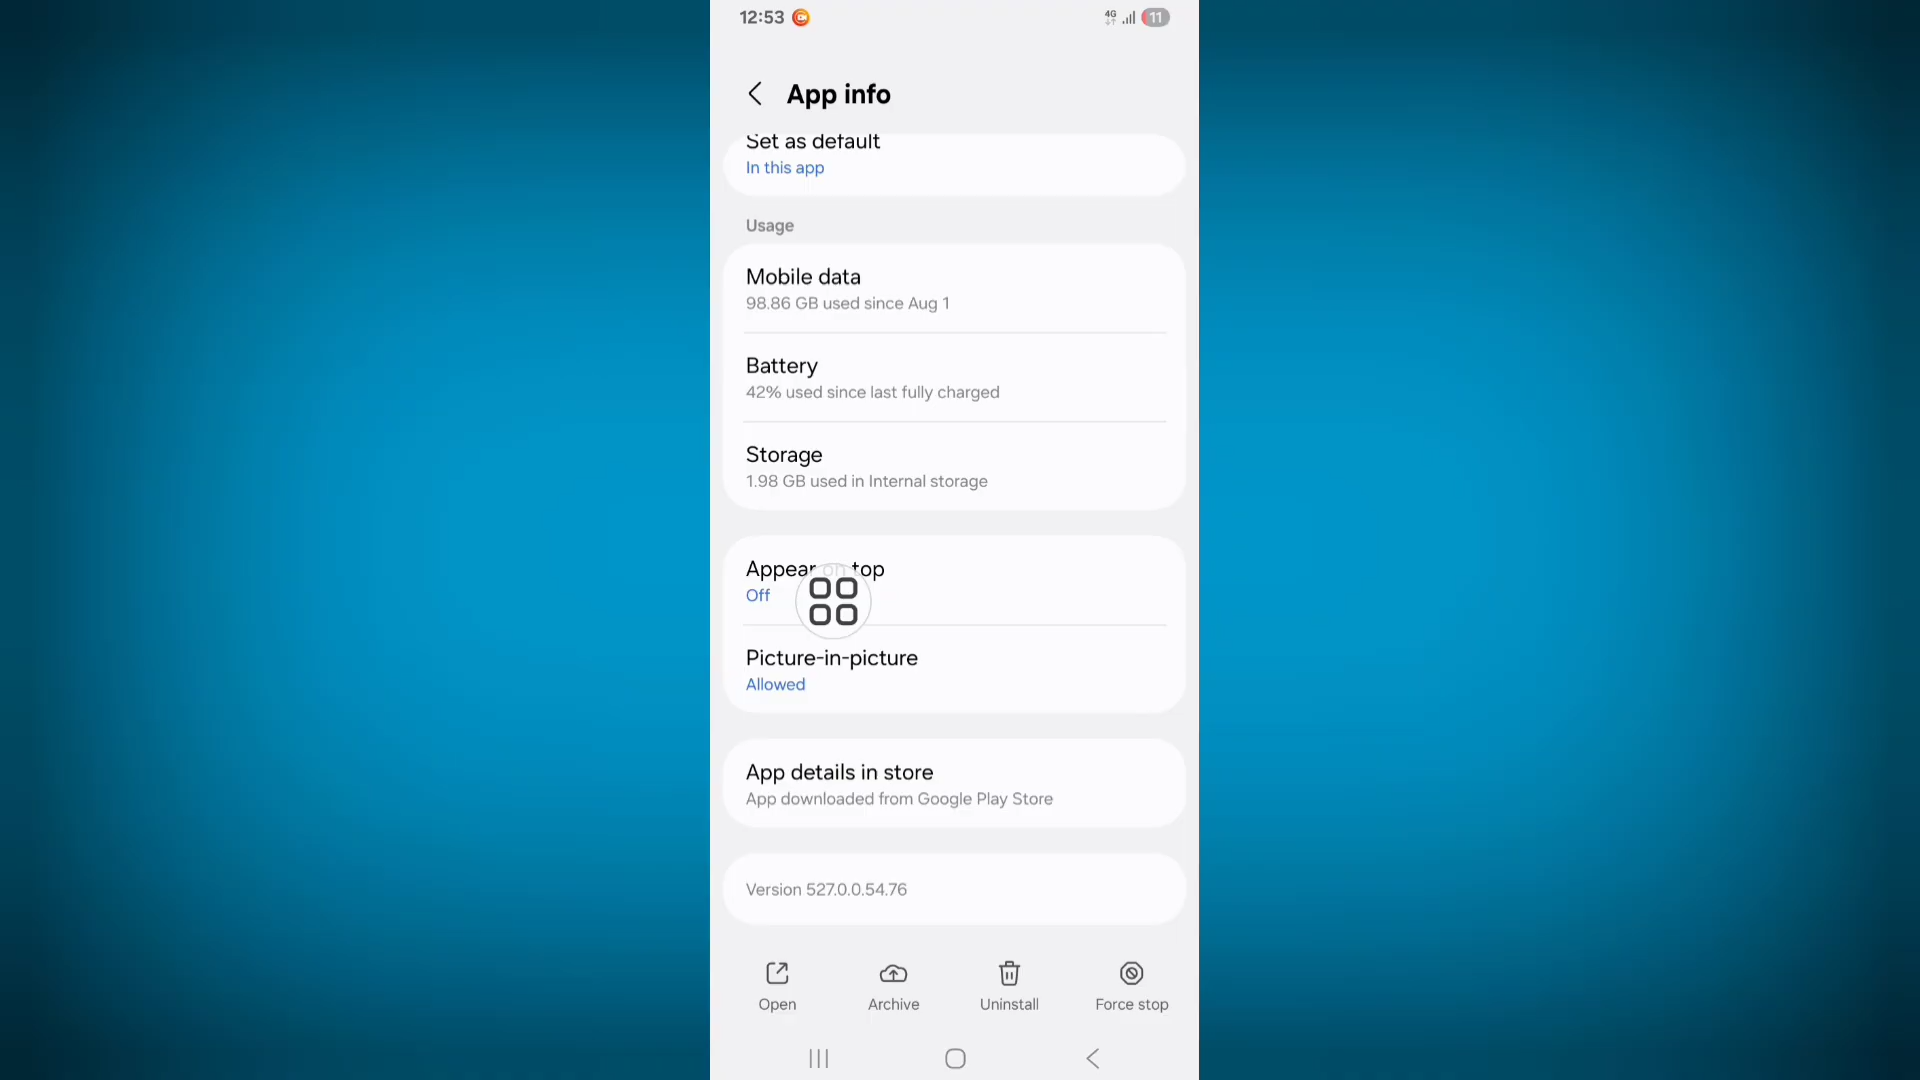 12:53
4G
11
App info
Set as default
In this app
Usage
Mobile data
98.86 GB used since Aug 1
Battery
42% used since last fully charged
Storage
1.98 GB used in Internal storage
Appear on top
Off
Picture-in-picture
Allowed
App details in store
App downloaded from Google Play Store
Version 527.0.0.54.76
Open Archive Uninstall Force stop